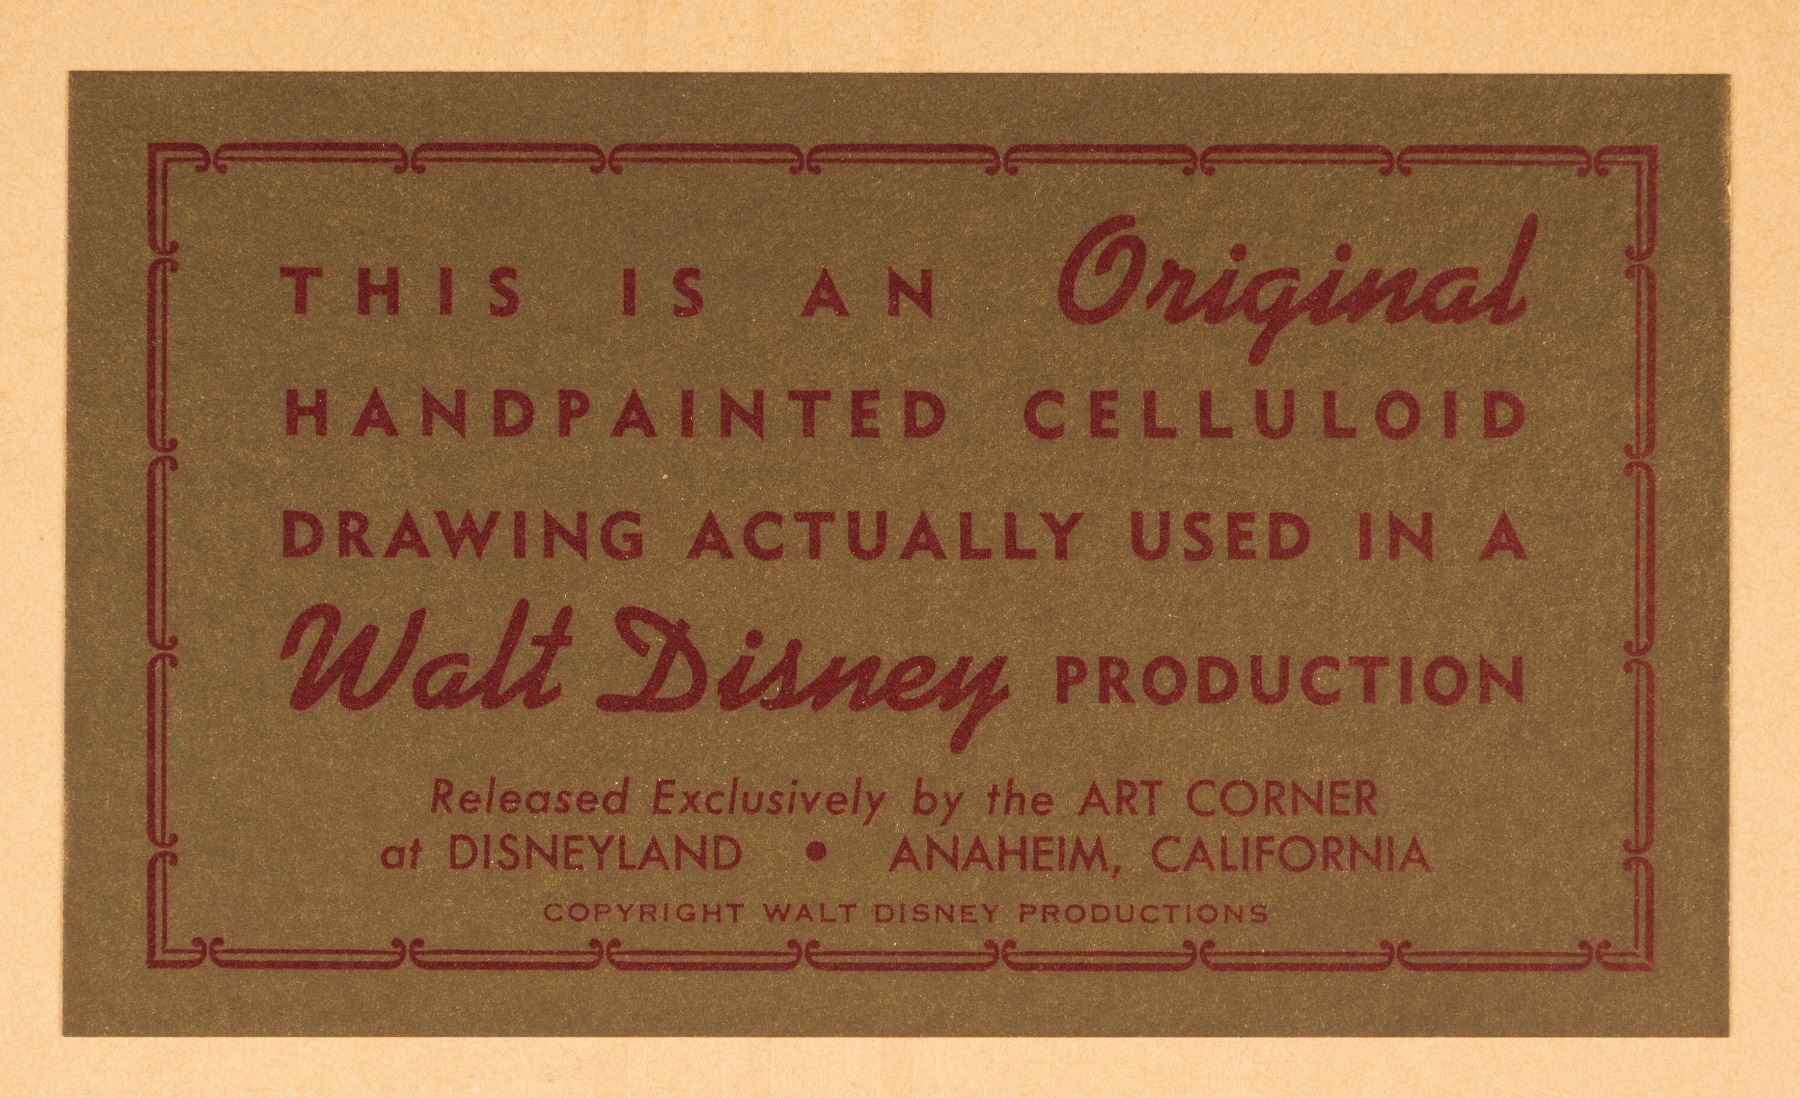 THIS IS AN Original
HANDPAINTED CELLULOID
DRAWING ACTUALLY USED IN A
Walt Disney PRODUCTION
Released Exclusively by the ART CORNER
at DISNEYLAND • ANAHEIM, CALIFORNIA
COPYRIGHT WALT DISNEY PRODUCTIONS